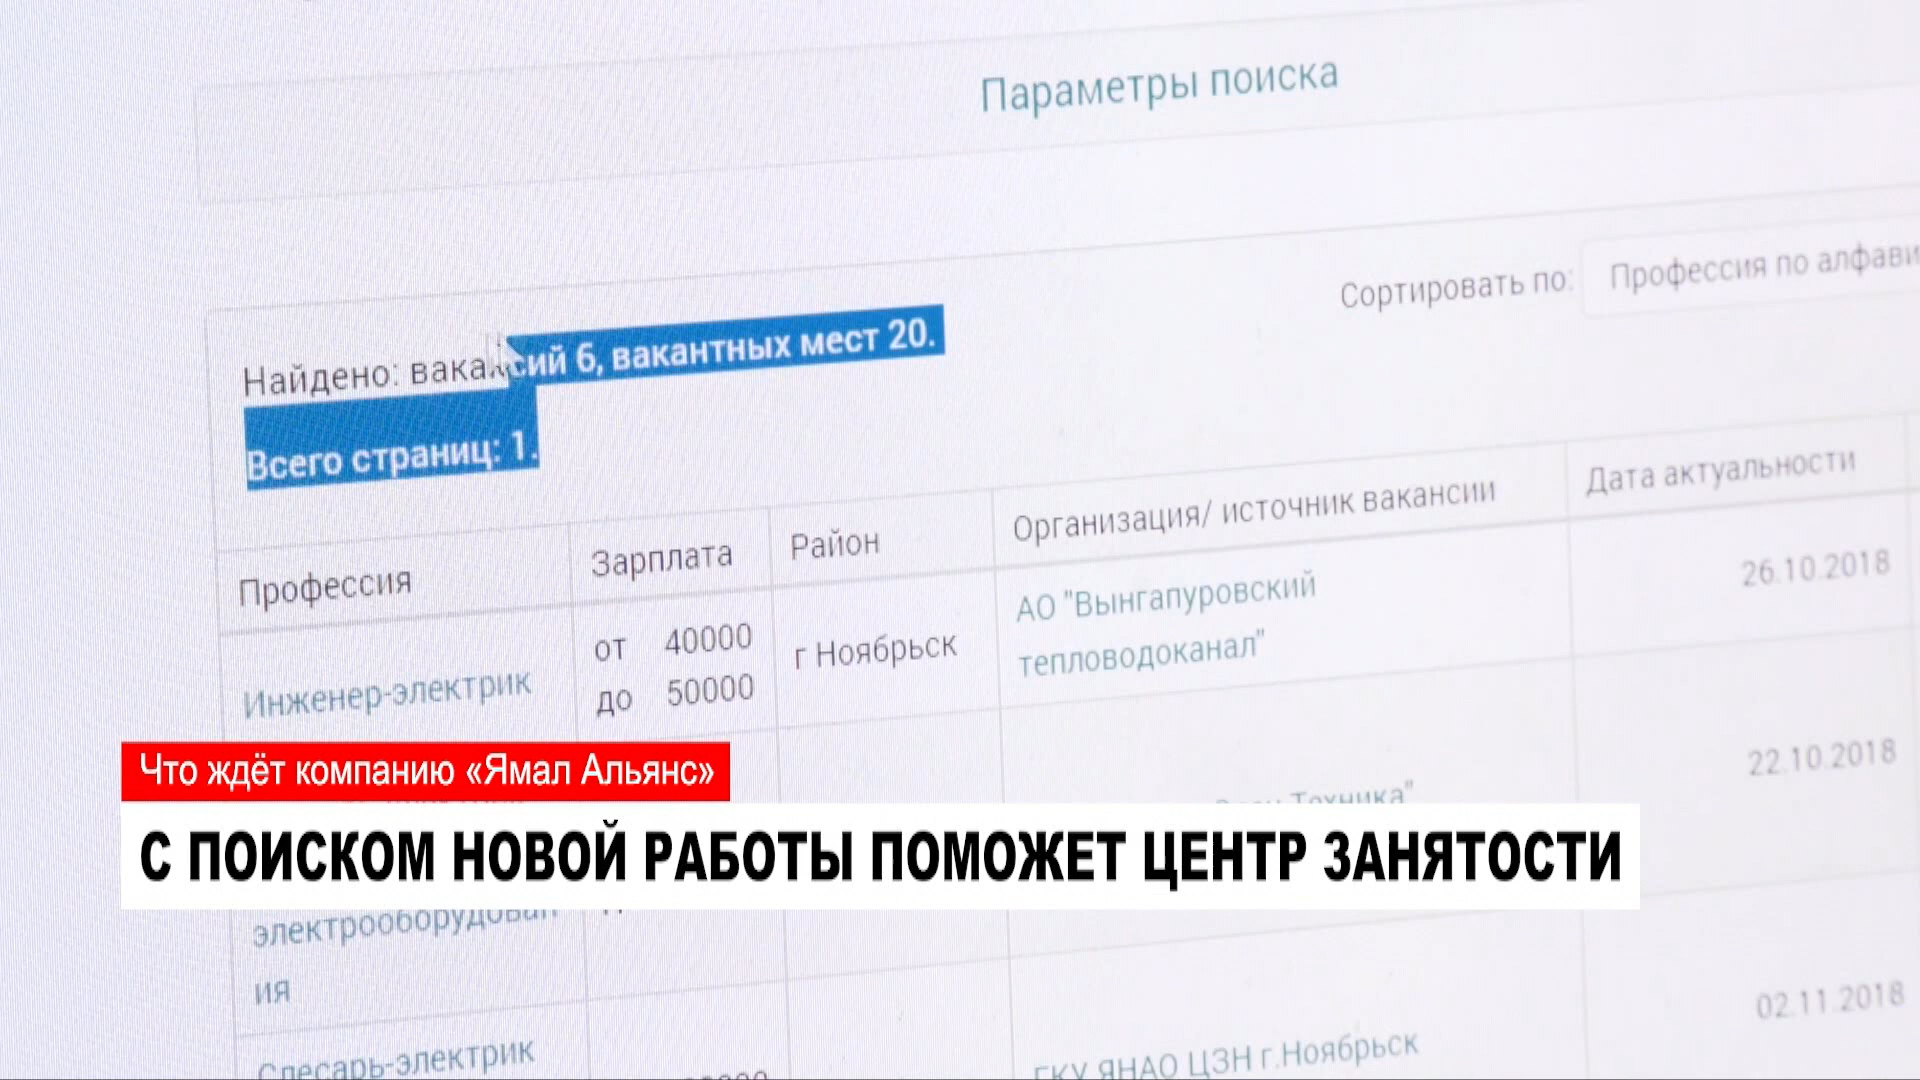 Параметры поиска
Сортировать по: Профессия по алфави
Найдено: вакансий 6, вакантных мест 20.
Всего страниц: 1.
Профессия Зарплата Район Организация/ источник вакансии Дата актуальности
Инженер-электрик от 40000 до 50000 г Ноябрьск АО "Вынгапуровский тепловодоканал" 26.10.2018
22.10.2018
Техника"
Что ждёт компанию «Ямал Альянс»
С ПОИСКОМ НОВОЙ РАБОТЫ ПОМОЖЕТ ЦЕНТР ЗАНЯТОСТИ
электрооборудован
ия
02.11.2018
Слесарь-электрик ГКУ ЯНАО ЦЗН г.Ноябрьск